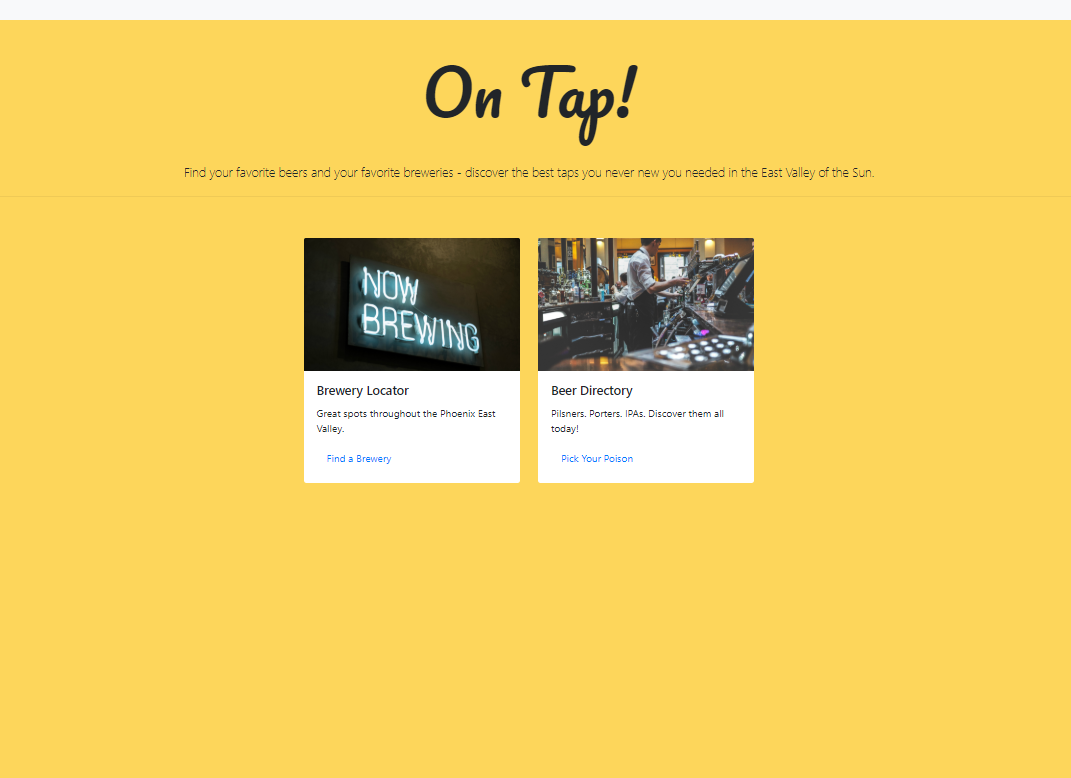 On Tap!
Find your favorite beers and your favorite breweries - discover the best taps you never new you needed in the East Valley of the Sun.
NOW
BREWING
Brewery Locator
Great spots throughout the Phoenix East
Valley.
Find a Brewery
Beer Directory
Pilsners. Porters. IPAs. Discover them all
today!
Pick Your Poison